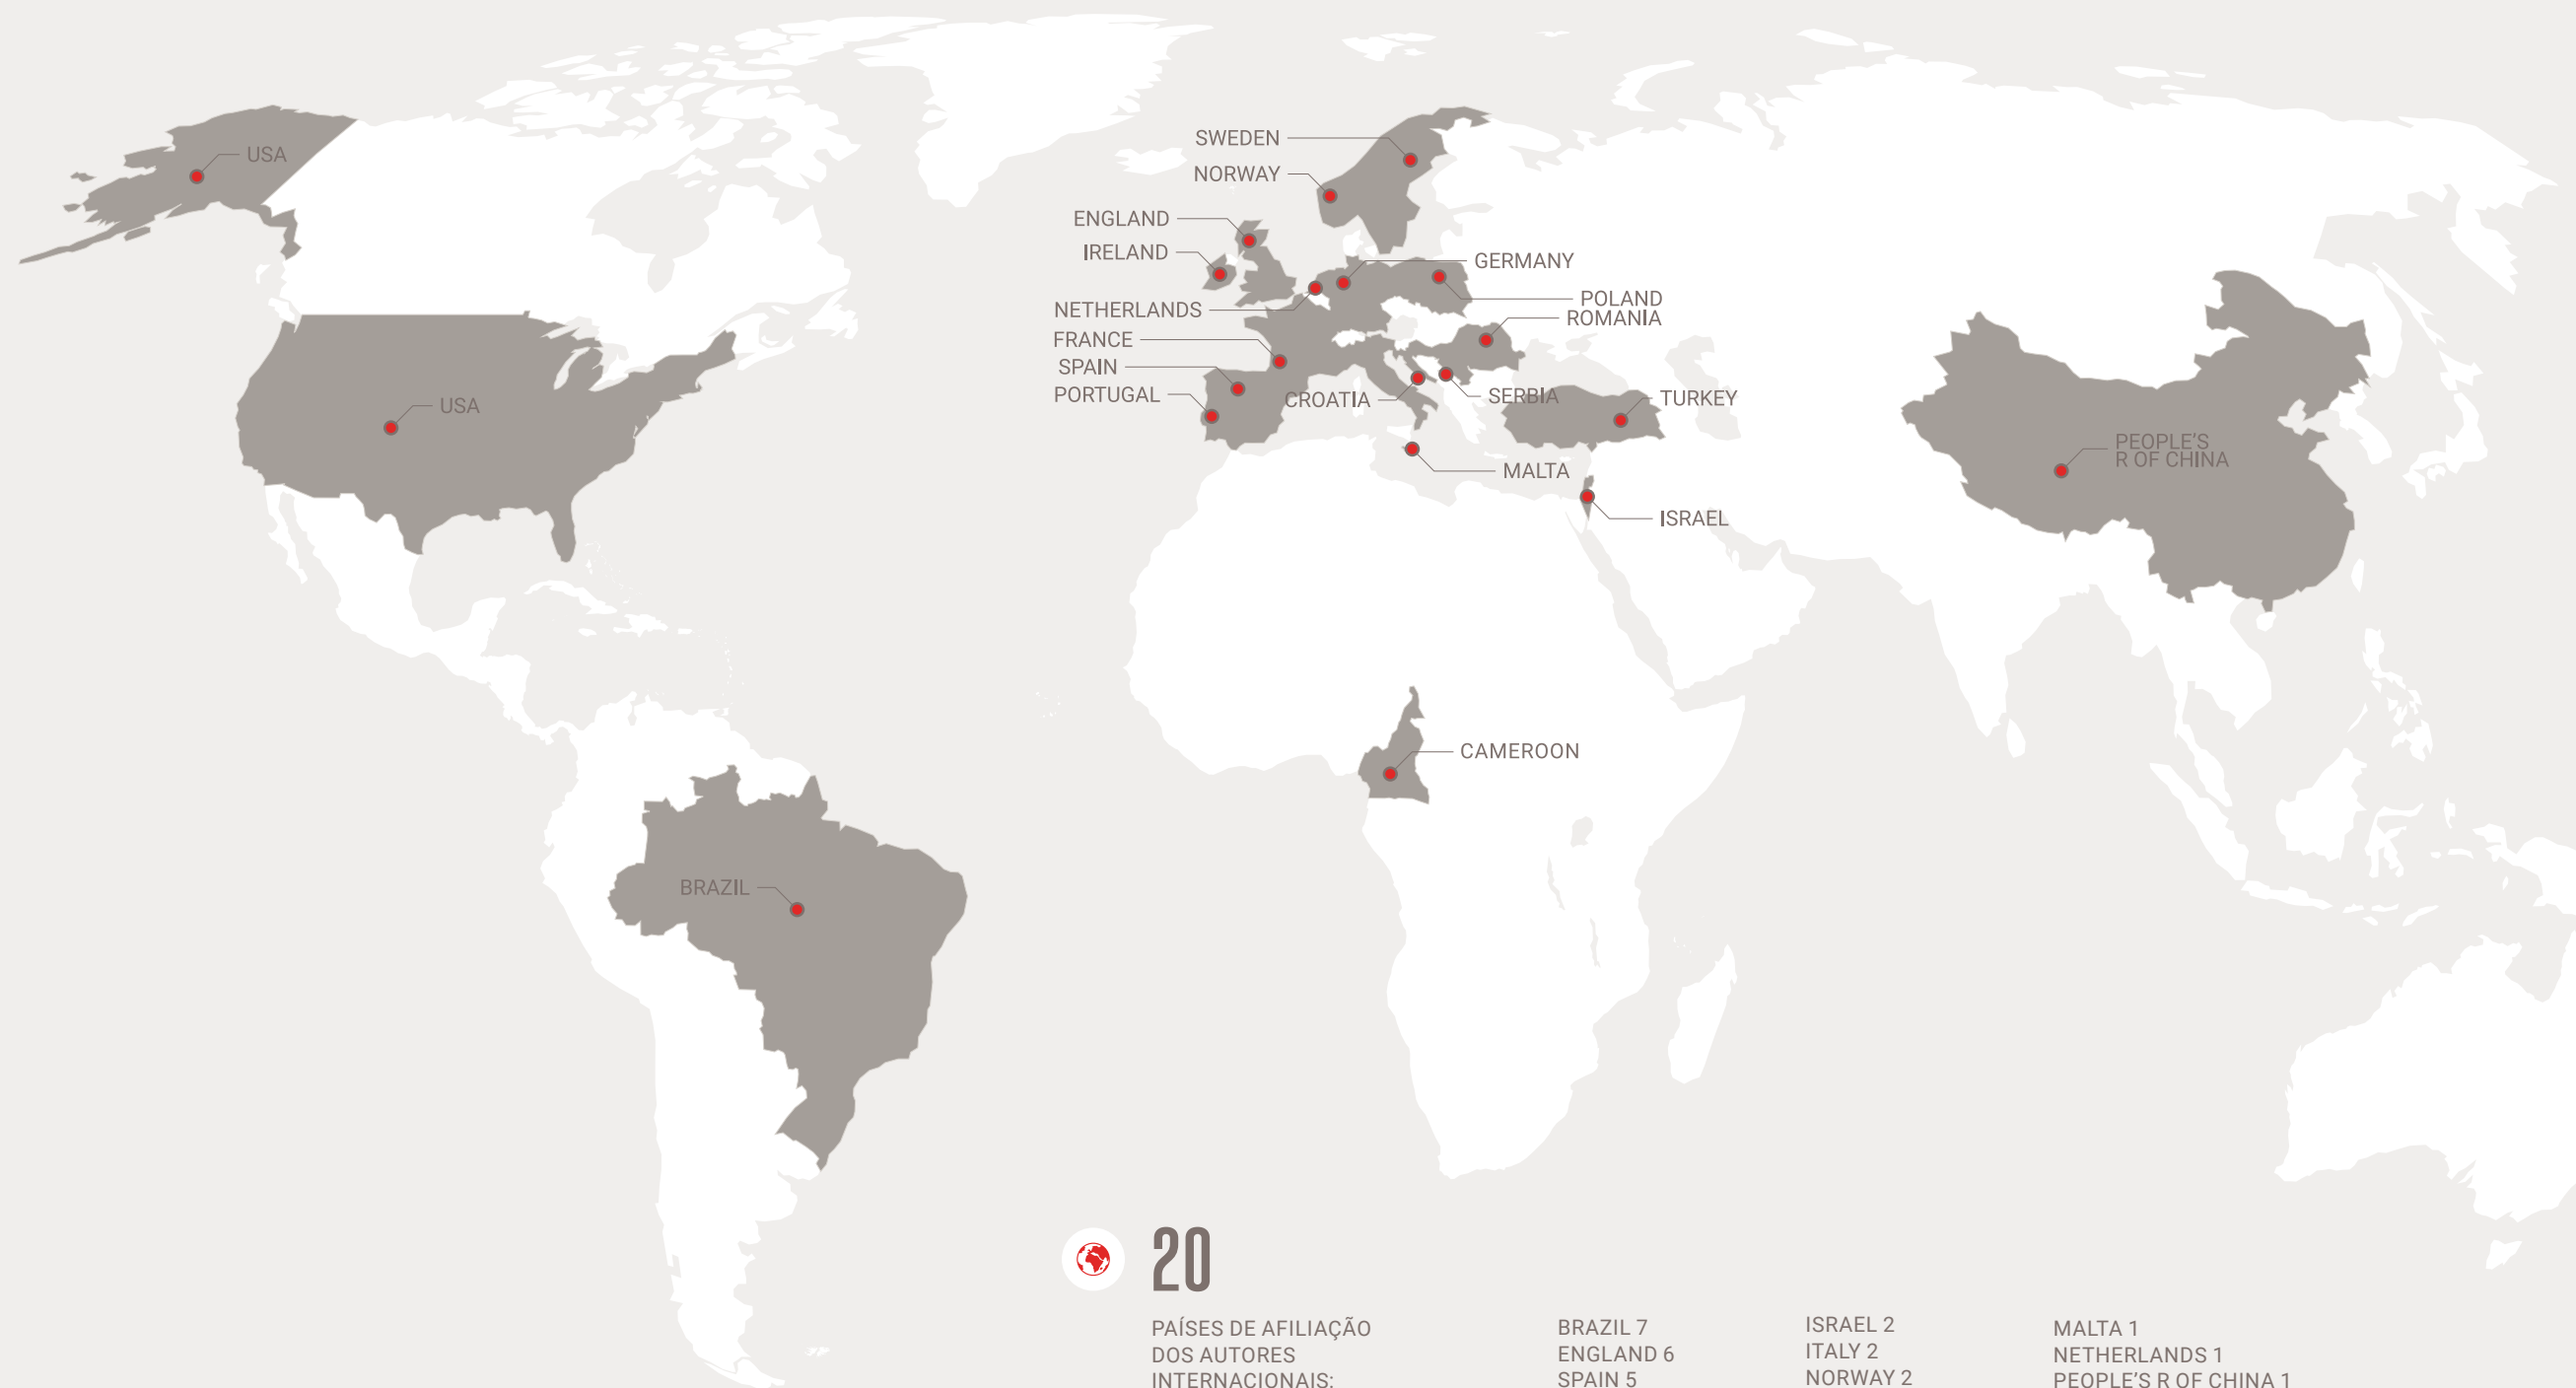 USA
SWEDEN
NORWAY
ENGLAND
IRELAND
GERMANY
NETHERLANDS
POLAND
ROMANIA
FRANCE
SPAIN
PORTUGAL
CROATIA
SERBIA
TURKEY
USA
MALTA
PEOPLE'S
R OF CHINA
ISRAEL
CAMEROON
BRAZIL
20
PAÍSES DE AFILIAÇÃO
DOS AUTORES
INTERNACIONAIS:
BRAZIL 7
ENGLAND 6
SPAIN 5
ISRAEL 2
ITALY 2
NORWAY 2
MALTA 1
NETHERLANDS 1
PEOPLE'S R OF CHINA 1